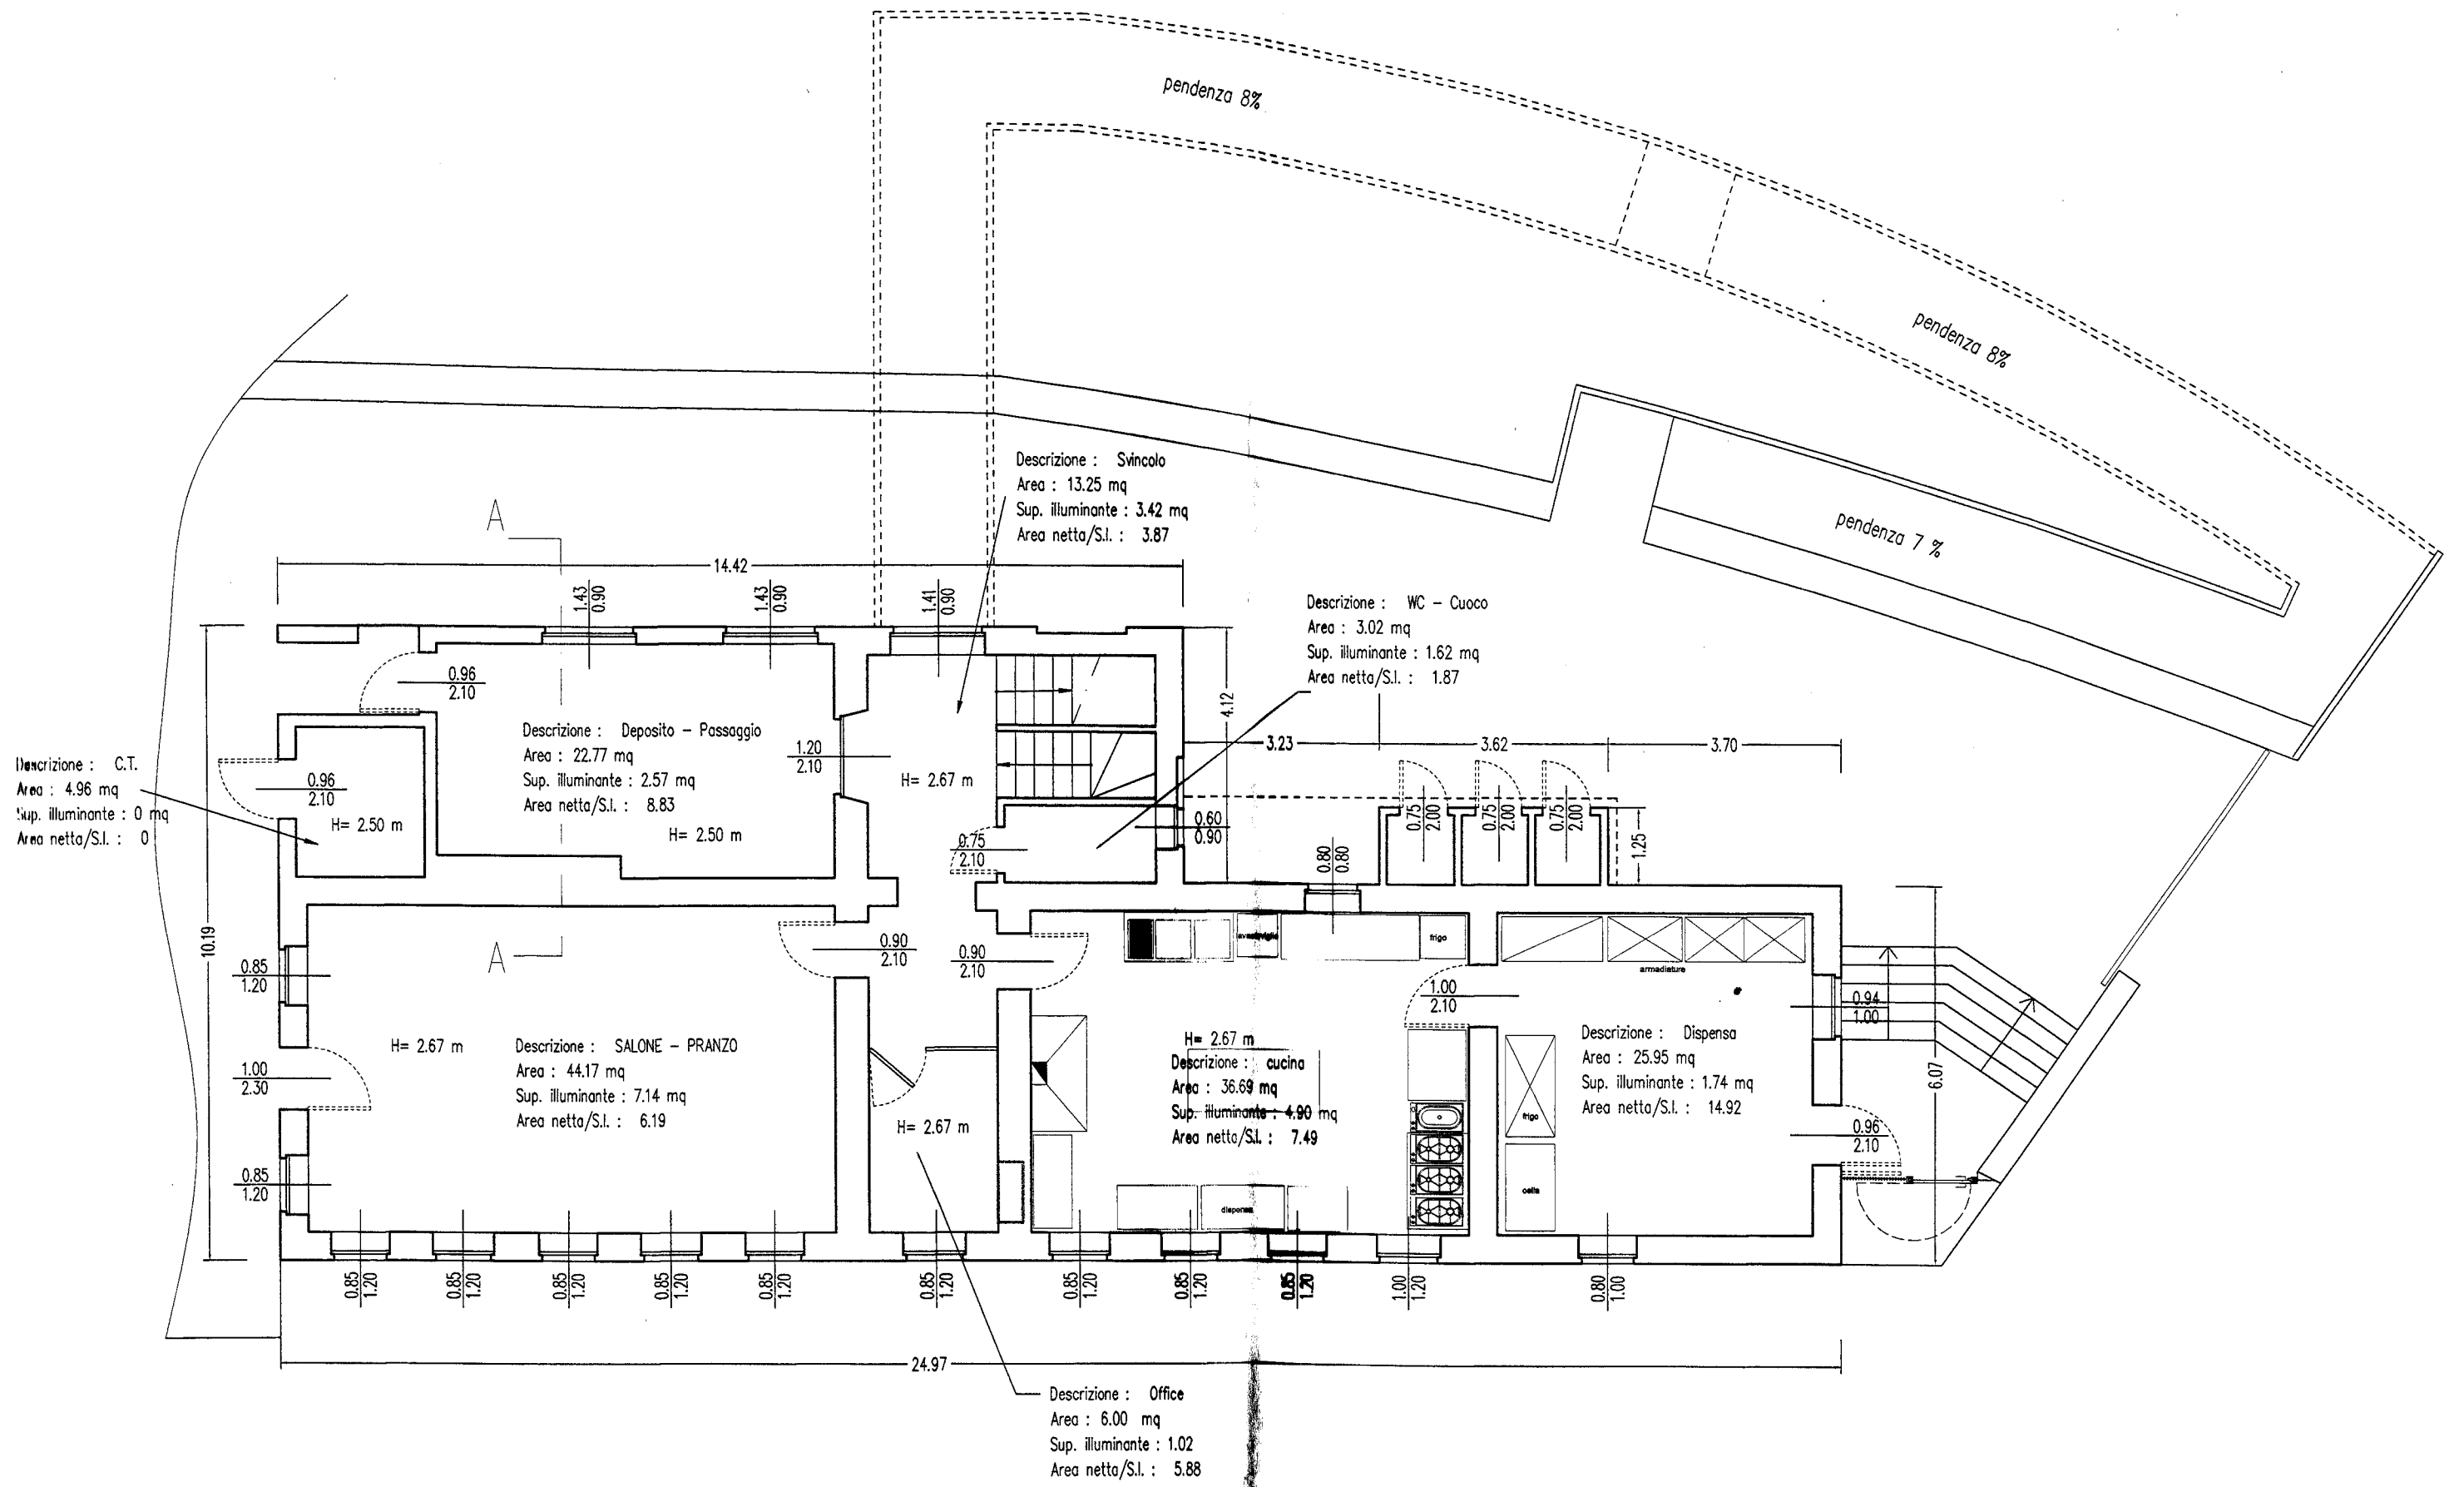 pendenza 8%
pendenza 8%
pendenza 7 %
Descrizione : Svincolo
Area : 13.25 mq
Sup. illuminante : 3.42 mq
Area netta/S.I. : 3.87
A
14.42
1.43
0.90
1.43
0.90
1.41
0.90
Descrizione : WC - Cuoco
Area : 3.02 mq
Sup. illuminante : 1.62 mq
Area netta/S.I. : 1.87
0.96
2.10
4.12
Descrizione : Deposito - Passaggio
Area : 22.77 mq
Sup. illuminante : 2.57 mq
Area netta/S.I. : 8.83
H= 2.50 m
1.20
2.10
H= 2.67 m
3.23
3.62
3.70
Descrizione : C.T.
Area : 4.96 mq
Sup. illuminante : 0 mq
Area netta/S.I. : 0
0.96
2.10
H= 2.50 m
0.75
2.10
0.60
0.90
0.80
0.80
0.75
2.00
0.75
2.00
0.75
2.00
1.25
10.19
A
0.85
1.20
0.90
2.10
0.90
2.10
frigo
armadiature
1.00
2.10
0.94
1.00
H= 2.67 m
Descrizione : SALONE - PRANZO
Area : 44.17 mq
Sup. illuminante : 7.14 mq
Area netta/S.I. : 6.19
1.00
2.30
H= 2.67 m
H= 2.67 m
Descrizione : cucina
Area : 36.69 mq
Sup. illuminante : 4.90 mq
Area netta/S.I. : 7.49
Descrizione : Dispensa
Area : 25.95 mq
Sup. illuminante : 1.74 mq
Area netta/S.I. : 14.92
6.07
frigo
0.96
2.10
0.85
1.20
cella
dispensa
0.85
1.20
0.85
1.20
0.85
1.20
0.85
1.20
0.85
1.20
0.85
1.20
0.85
1.20
0.85
1.20
0.85
1.20
1.00
1.20
0.80
1.00
24.97
Descrizione : Office
Area : 6.00 mq
Sup. illuminante : 1.02
Area netta/S.I. : 5.88